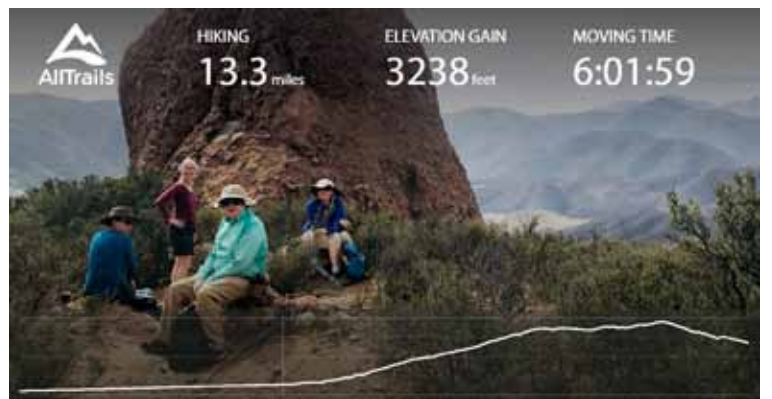 AllTrails
HIKING
13.3 miles
ELEVATION GAIN
3238 feet
MOVING TIME
6:01:59